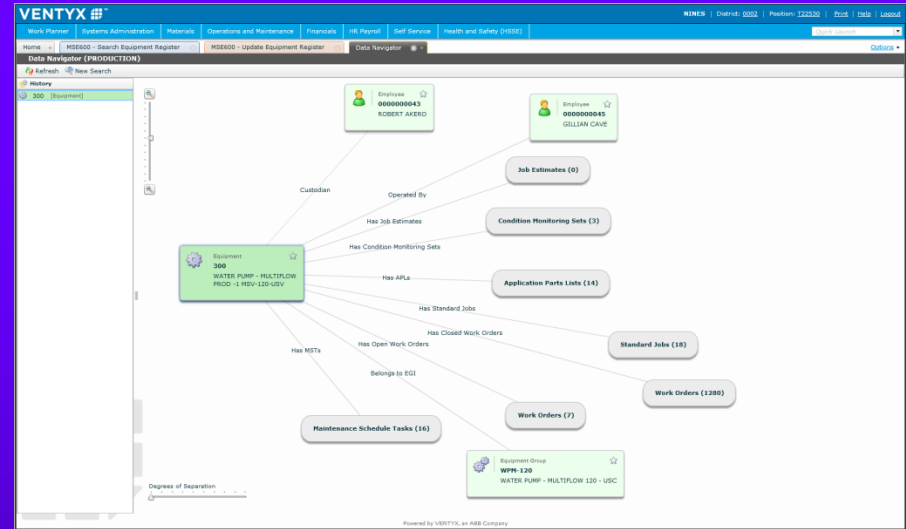 VENTYX
NINES | District: 0002 | Position: T22530 | Print | Help | Logout
Work Planner Systems Administration Materials Operations and Maintenance Financials HR Payroll Self Service Health and Safety (HSSE) Quick Launch
Home MSE600 - Search Equipment Register MSE600 - Update Equipment Register Data Navigator Options
Data Navigator (PRODUCTION)
Refresh New Search
History
300 [Equipment]
Employee
0000000043
ROBERT AKERO
Employee
0000000045
GILLIAN CAVE
Job Estimates (0)
Custodian
Operated By
Has Job Estimates
Condition Monitoring Sets (3)
Has Condition Monitoring Sets
Equipment
300
WATER PUMP - MULTIFLOW
PROD -1 MSV-120-USV
Has APLs
Application Parts Lists (14)
Has Standard Jobs
Has Closed Work Orders
Has Open Work Orders
Standard Jobs (18)
Has MSTs
Belongs to EGI
Work Orders (1280)
Work Orders (7)
Maintenance Schedule Tasks (16)
Equipment Group
WPM-120
WATER PUMP - MULTIFLOW 120 - USC
Degrees of Separation
Powered by VENTYX, an ABB Company